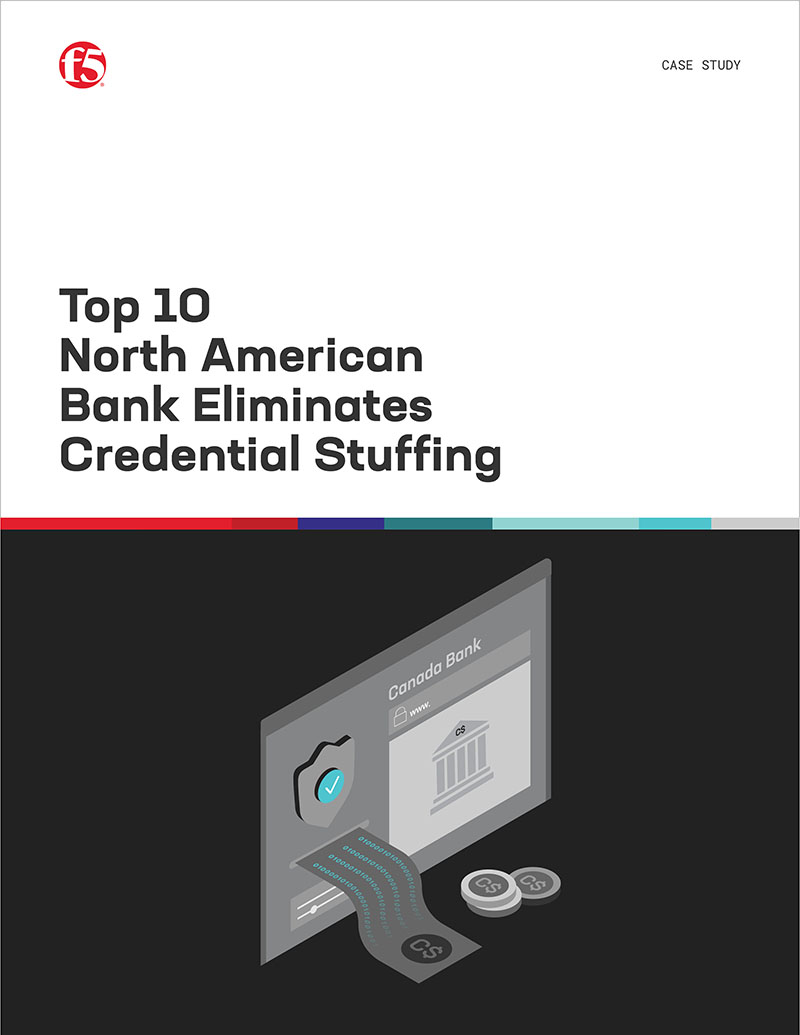 f5
CASE STUDY
Top 10
North American
Bank Eliminates
Credential Stuffing
Canada Bank
www.
C$
C$
C$
C$